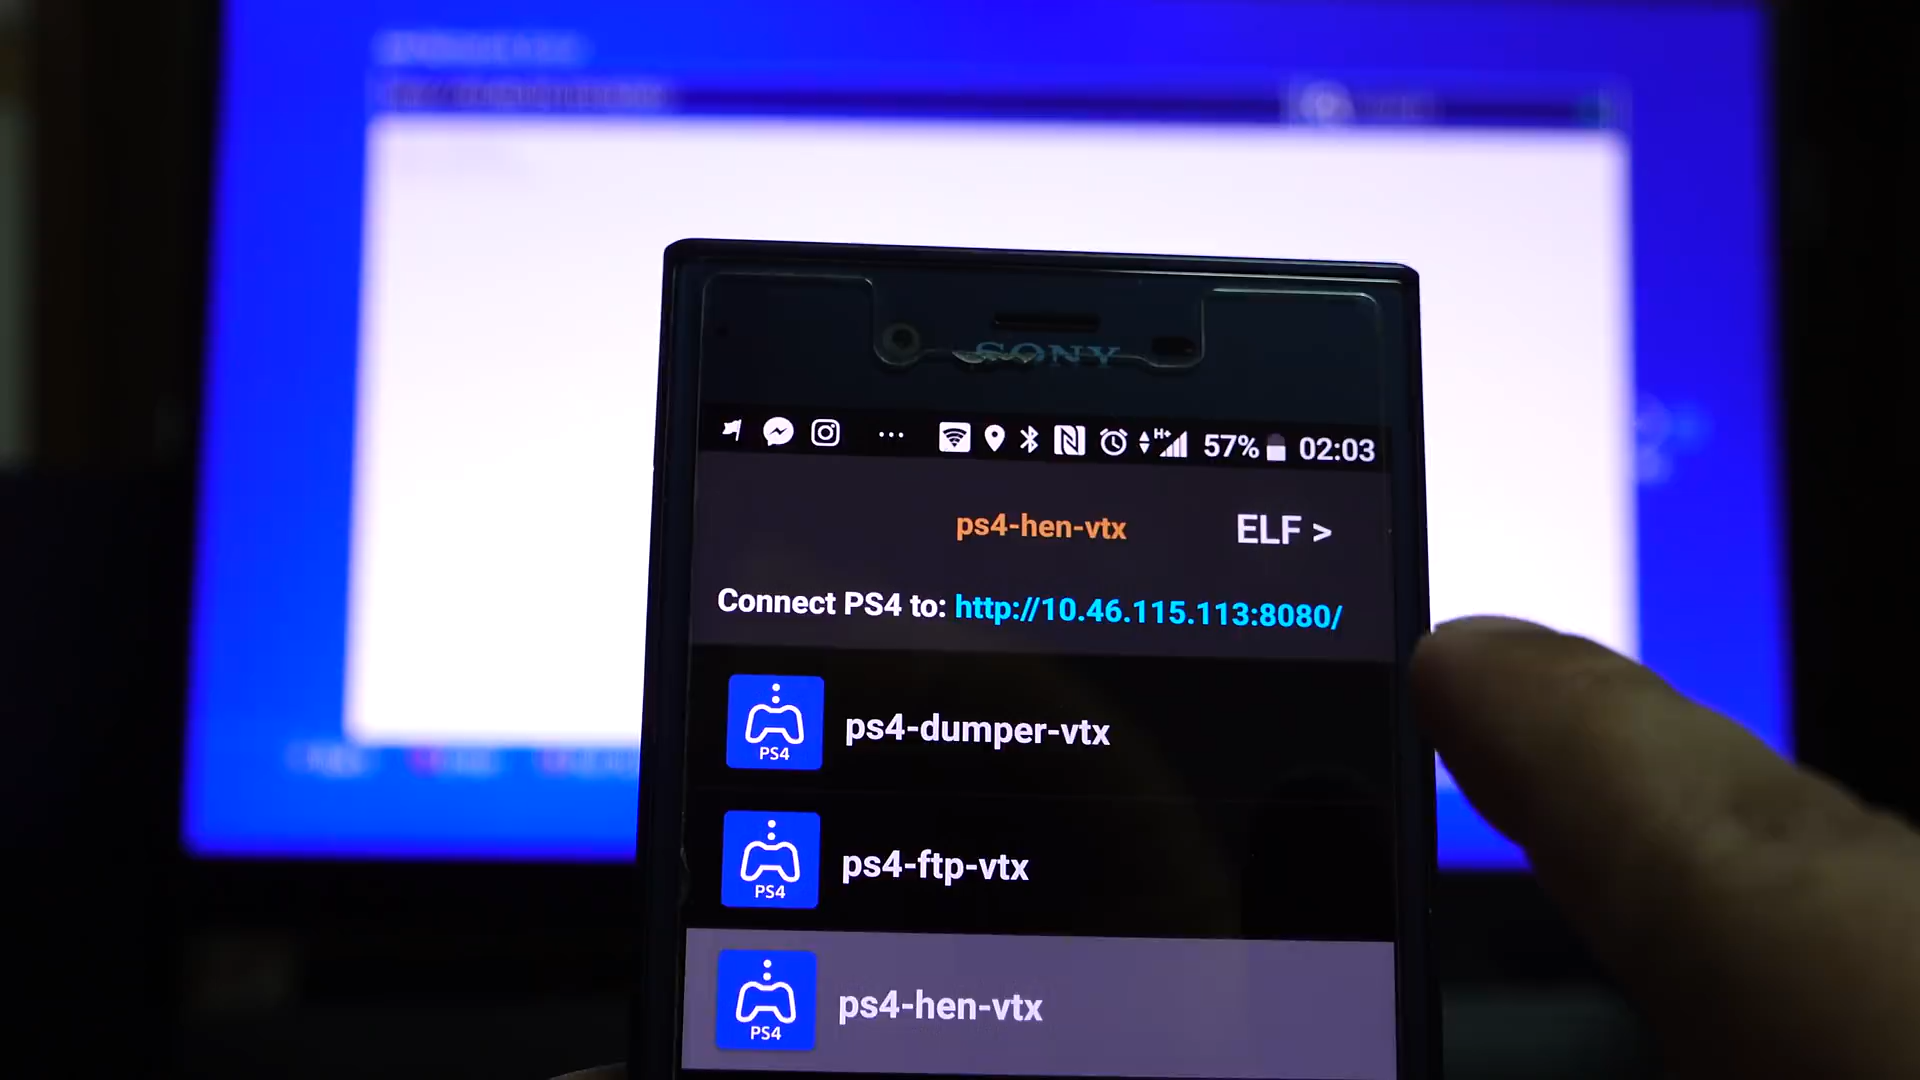 SONY
H+ 57% 02:03
ps4-hen-vtx ELF >
Connect PS4 to: http://10.46.115.113:8080/
PS4 ps4-dumper-vtx
PS4 ps4-ftp-vtx
PS4 ps4-hen-vtx